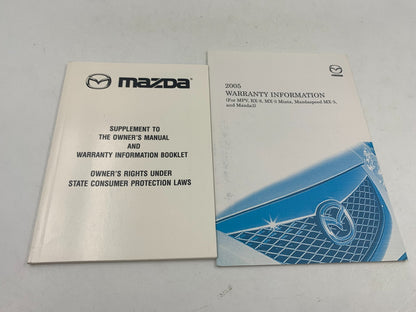 mazda
SUPPLEMENT TO
THE OWNER'S MANUAL
AND
WARRANTY INFORMATION BOOKLET
OWNER'S RIGHTS UNDER
STATE CONSUMER PROTECTION LAWS
mazda
2005
WARRANTY INFORMATION
(For MPV, RX-8, MX-5 Miata, Mazdaspeed MX-5,
and Mazda3)